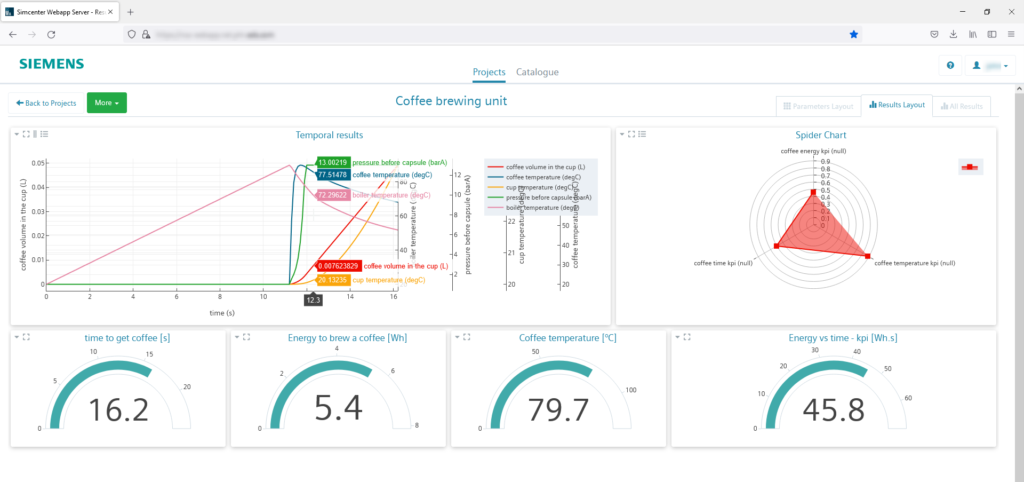 Simcenter Webapp Server - Res
SIEMENS
Projects
Catalogue
Back to Projects
More
Coffee brewing unit
Parameters Layout
Results Layout
All Results
Temporal results
coffee volume in the cup (L)
0.05
0.04
0.03
0.02
0.01
0
0
2
4
6
8
10
12.3
14
16
time (s)
13.00219
pressure before capsule (barA)
77.51478
coffee temperature (degC)
72.29622
boiler temperature (degC)
0.007623829
coffee volume in the cup (L)
20.13235
cup temperature (degC)
80
60
40
12
10
8
6
4
2
pressure before capsule (barA)
coffee volume in the cup (L)
coffee temperature (degC)
cup temperature (degC)
pressure before capsule (barA)
boiler temperature (degC)
22
21
20
cup temperature (degC)
50
40
30
20
coffee temperature (degC)
Spider Chart
coffee energy kpi (null)
0.9
0.8
0.7
0.6
0.5
0.4
0.3
0.2
0.1
0
coffee time kpi (null)
coffee temperature kpi (null)
time to get coffee [s]
0
5
10
15
20
16.2
Energy to brew a coffee [Wh]
0
2
4
6
8
5.4
Coffee temperature [°C]
0
50
100
79.7
Energy vs time - kpi [Wh.s]
0
10
20
30
40
50
60
45.8